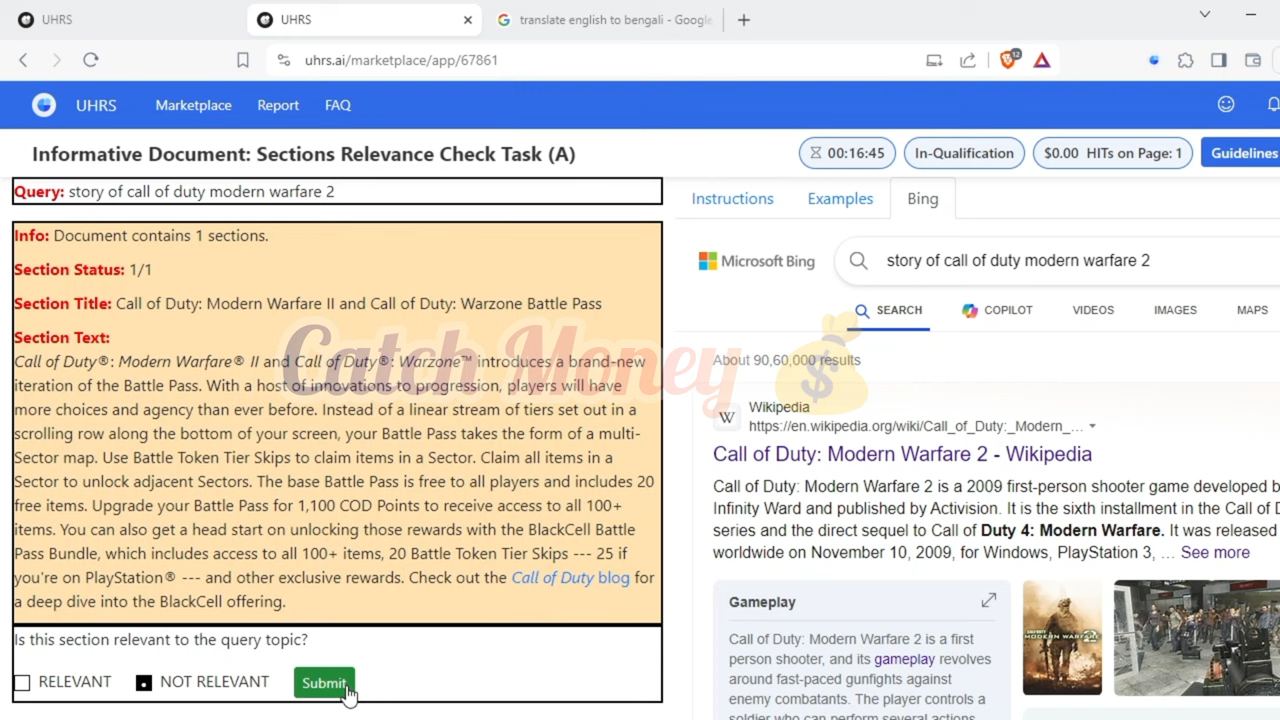 UHRS
UHRS
translate english to bengali - Google
uhrs.ai/marketplace/app/67861
12
UHRS Marketplace Report FAQ
Informative Document: Sections Relevance Check Task (A)
00:16:45
In-Qualification
$0.00 HITs on Page: 1
Guidelines
Query: story of call of duty modern warfare 2
Info: Document contains 1 sections.
Section Status: 1/1
Section Title: Call of Duty: Modern Warfare II and Call of Duty: Warzone Battle Pass
Section Text:
Call of Duty®: Modern Warfare® II and Call of Duty®: Warzone™ introduces a brand-new
iteration of the Battle Pass. With a host of innovations to progression, players will have
more choices and agency than ever before. Instead of a linear stream of tiers set out in a
scrolling row along the bottom of your screen, your Battle Pass takes the form of a multi-
Sector map. Use Battle Token Tier Skips to claim items in a Sector. Claim all items in a
Sector to unlock adjacent Sectors. The base Battle Pass is free to all players and includes 20
free items. Upgrade your Battle Pass for 1,100 COD Points to receive access to all 100+
items. You can also get a head start on unlocking those rewards with the BlackCell Battle
Pass Bundle, which includes access to all 100+ items, 20 Battle Token Tier Skips --- 25 if
you're on PlayStation® --- and other exclusive rewards. Check out the Call of Duty blog for
a deep dive into the BlackCell offering.
Is this section relevant to the query topic?
RELEVANT NOT RELEVANT Submit
Catch Money
Instructions Examples Bing
Microsoft Bing
story of call of duty modern warfare 2
SEARCH COPILOT VIDEOS IMAGES MAPS
About 90,60,000 results
W
Wikipedia
https://en.wikipedia.org/wiki/Call_of_Duty:_Modern_…
Call of Duty: Modern Warfare 2 - Wikipedia
Call of Duty: Modern Warfare 2 is a 2009 first-person shooter game developed b
Infinity Ward and published by Activision. It is the sixth installment in the Call of D
series and the direct sequel to Call of Duty 4: Modern Warfare. It was released
worldwide on November 10, 2009, for Windows, PlayStation 3, … See more
Gameplay
Call of Duty: Modern Warfare 2 is a first
person shooter, and its gameplay revolves
around fast-paced gunfights against
enemy combatants. The player controls a
soldier who can perform several actions
MODERN WARFARE 2